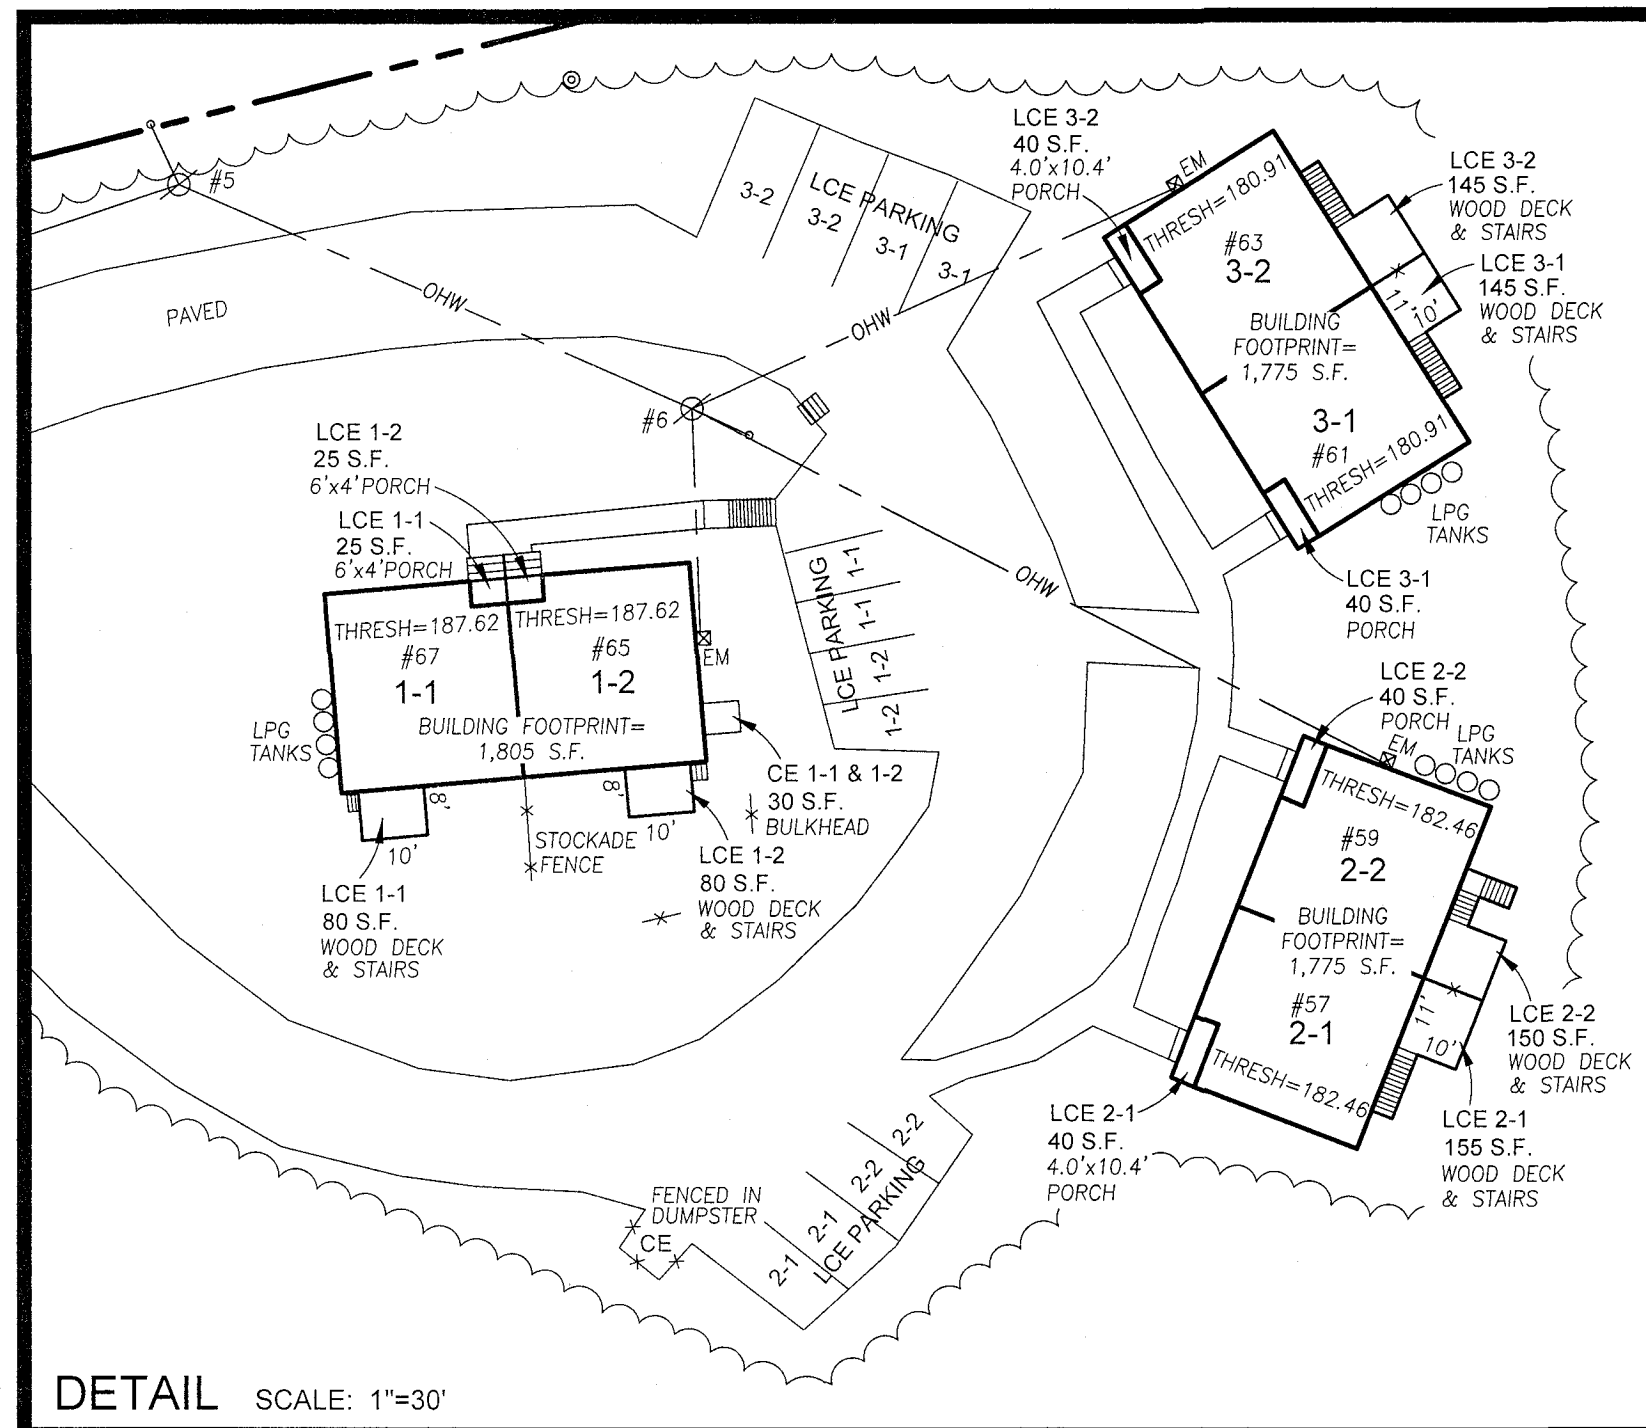 #5
PAVED
OHW
#6
OHW
OHW
3-2
3-2
3-1
3-1
LCE PARKING
LCE 3-2
40 S.F.
4.0'x10.4'
PORCH
EM
THRESH=180.91
#63
3-2
BUILDING
FOOTPRINT=
1,775 S.F.
3-1
#61
THRESH=180.91
LCE 3-2
145 S.F.
WOOD DECK
& STAIRS
LCE 3-1
145 S.F.
WOOD DECK
& STAIRS
11'
10'
LPG
TANKS
LCE 3-1
40 S.F.
PORCH
LCE 1-2
25 S.F.
6'x4'PORCH
LCE 1-1
25 S.F.
6'x4'PORCH
THRESH=187.62
#67
1-1
THRESH=187.62
#65
1-2
BUILDING FOOTPRINT=
1,805 S.F.
EM
LPG
TANKS
LCE PARKING
1-1
1-1
1-2
1-2
CE 1-1 & 1-2
30 S.F.
BULKHEAD
8'
10'
8'
10'
STOCKADE
FENCE
LCE 1-1
80 S.F.
WOOD DECK
& STAIRS
LCE 1-2
80 S.F.
WOOD DECK
& STAIRS
LCE 2-2
40 S.F.
PORCH
EM
LPG
TANKS
THRESH=182.46
#59
2-2
BUILDING
FOOTPRINT=
1,775 S.F.
#57
2-1
THRESH=182.46
11'
10'
LCE 2-2
150 S.F.
WOOD DECK
& STAIRS
LCE 2-1
155 S.F.
WOOD DECK
& STAIRS
LCE 2-1
40 S.F.
4.0'x10.4'
PORCH
2-2
2-2
2-1
2-1
LCE PARKING
FENCED IN
DUMPSTER
CE
DETAIL SCALE: 1"=30'